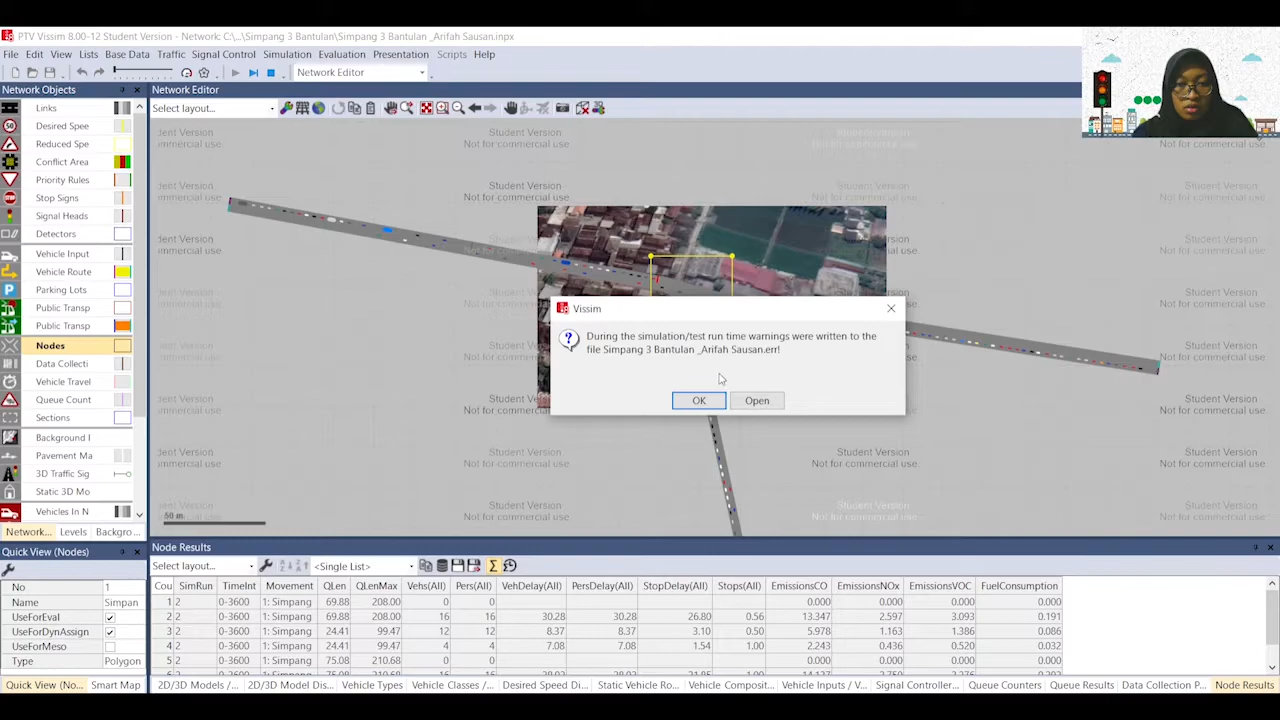 PTV Vissim 8.00-12 Student Version - Network: C:\...\Simpang 3 Bantulan\Simpang 3 Bantulan _Arifah Sausan.inpx
File Edit View Lists Base Data Traffic Signal Control Simulation Evaluation Presentation Scripts Help
Network Editor
Network Objects
Network Editor
Select layout...
Links
Desired Spee
Reduced Spe
Conflict Area
Priority Rules
Stop Signs
Signal Heads
Detectors
Vehicle Input
Vehicle Route
Parking Lots
Public Transp
Public Transp
Nodes
Data Collecti
Vehicle Travel
Queue Count
Sections
Background I
Pavement Ma
3D Traffic Sig
Static 3D Mo
Vehicles In N
Network... Levels Backgro...
Student Version
Not for commercial use.
50 m
Vissim
During the simulation/test run time warnings were written to the
file Simpang 3 Bantulan _Arifah Sausan.err!
OK Open
Quick View (Nodes)
No 1
Name Simpan
UseForEval
UseForDynAssign
UseForMeso
Type Polygon
Quick View (No... Smart Map
Node Results
Select layout... <Single List>
Cou SimRun TimeInt Movement QLen QLenMax Vehs(All) Pers(All) VehDelay(All) PersDelay(All) StopDelay(All) Stops(All) EmissionsCO EmissionsNOx EmissionsVOC FuelConsumption
1 2 0-3600 1: Simpang 69.88 208.00 0 0 0.000 0.000 0.000 0.000
2 2 0-3600 1: Simpang 69.88 208.00 16 16 30.28 30.28 26.80 0.56 13.347 2.597 3.093 0.191
3 2 0-3600 1: Simpang 24.41 99.47 12 12 8.37 8.37 3.10 0.50 5.978 1.163 1.386 0.086
4 2 0-3600 1: Simpang 24.41 99.47 4 4 7.08 7.08 1.54 1.00 2.243 0.436 0.520 0.032
5 2 0-3600 1: Simpang 75.08 210.68 0 0 0.000 0.000 0.000 0.000
2D/3D Models /... 2D/3D Model Dis... Vehicle Types Vehicle Classes /... Desired Speed Di... Static Vehicle Ro... Vehicle Composit... Vehicle Inputs / V... Signal Controller... Queue Counters Queue Results Data Collection P... Node Results